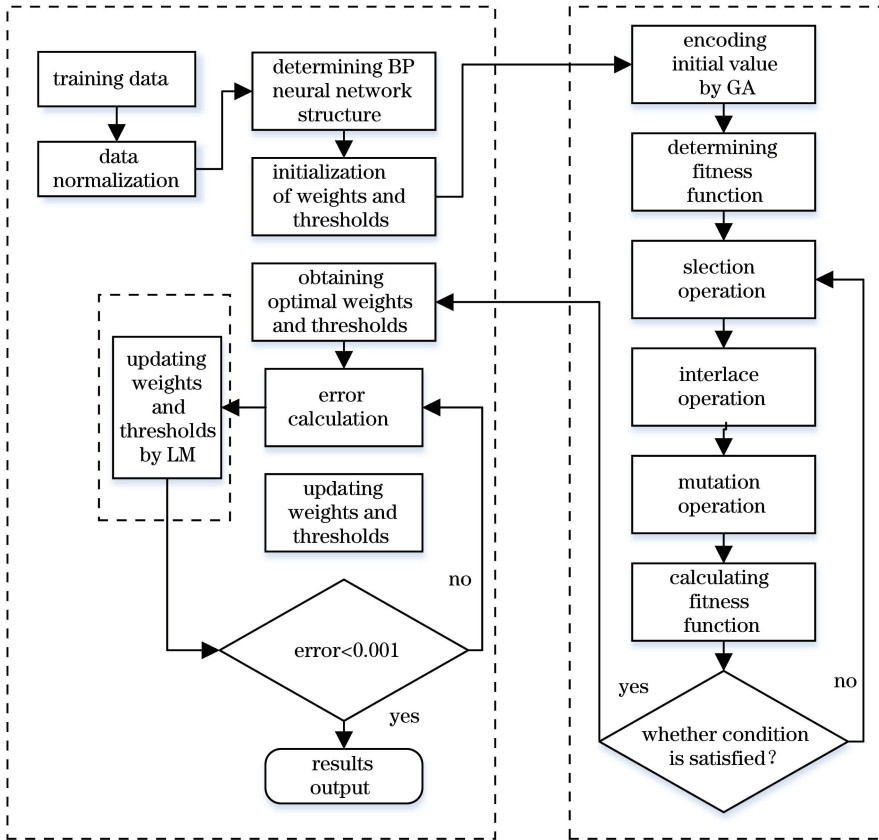 training data
data
normalization
determining BP
neural network
structure
initialization
of weights and
thresholds
obtaining
optimal weights
and thresholds
error
calculation
updating
weights
and
thresholds
by LM
updating
weights and
thresholds
no
error<0.001
yes
results
output
encoding
initial value
by GA
determining
fitness
function
slection
operation
interlace
operation
mutation
operation
calculating
fitness
function
yes
no
whether condition
is satisfied?